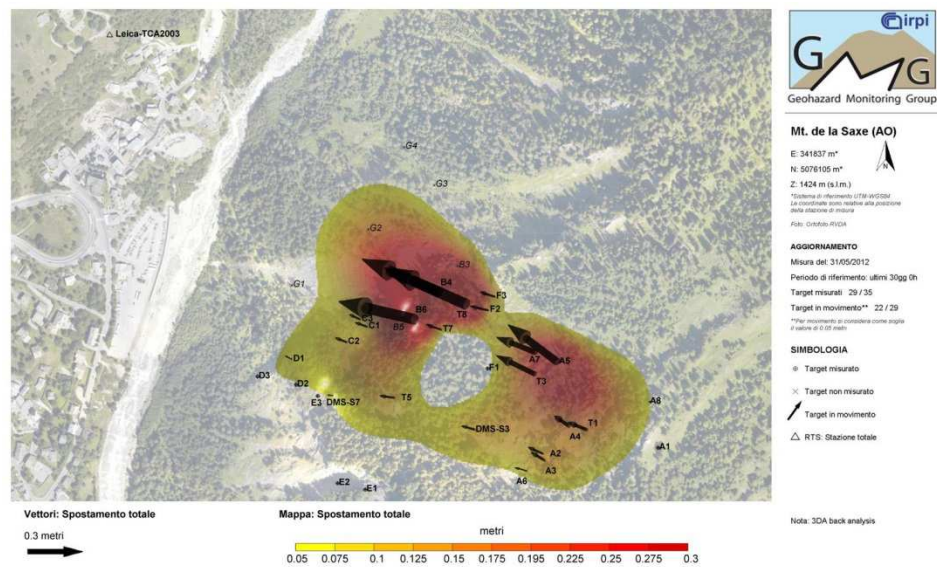 Leica-TCA2003
G4
G3
G2
B3
G1
B4
F3
F2
B6
T8
B5
T7
C1
C2
A7
A5
D1
F1
T3
D3
D2
T5
A8
E3
DMS-S7
T1
DMS-S3
A4
A1
A2
A3
A6
E2
E1
irpi
G
G
Geohazard Monitoring Group
Mt. de la Saxe (AO)
E: 341837 m*
N: 5076105 m*
Z: 1424 m (s.l.m.)
*Sistema di riferimento UTM-WGS84
Le coordinate sono relative alla posizione
della stazione di misura
Foto: Ortofoto RVDA
N
AGGIORNAMENTO
Misura del: 31/05/2012
Periodo di riferimento: ultimi 30gg 0h
Target misurati 29 / 35
Target in movimento** 22 / 29
**Per movimento si considera come soglia
il valore di 0.05 metri
SIMBOLOGIA
Target misurato
Target non misurato
Target in movimento
RTS: Stazione totale
Nota: 3DA back analysis
Vettori: Spostamento totale
0.3 metri
Mappa: Spostamento totale
metri
0.05 0.075 0.1 0.125 0.15 0.175 0.2 0.225 0.25 0.275 0.3